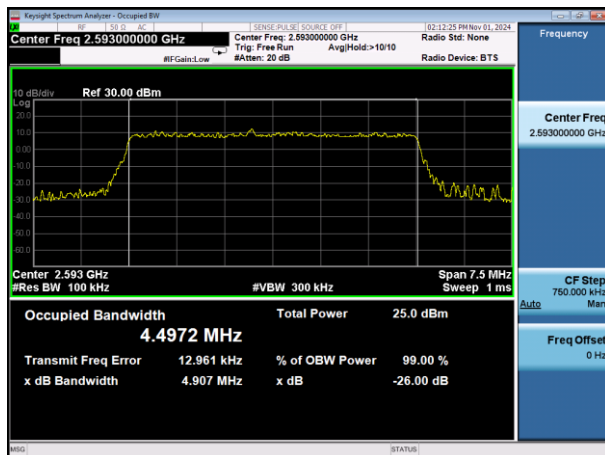 Keysight Spectrum Analyzer - Occupied BW
RF 50 Ω AC SENSE:PULSE SOURCE OFF 02:12:25 PM Nov 01, 2024
Center Freq 2.593000000 GHz Center Freq: 2.593000000 GHz Radio Std: None
Trig: Free Run Avg|Hold:>10/10
#IFGain:Low #Atten: 20 dB Radio Device: BTS
Frequency
10 dB/div Ref 30.00 dBm
Log
20.0
10.0
0.00
-10.0
-20.0
-30.0
-40.0
-50.0
-60.0
Center 2.593 GHz Span 7.5 MHz
#Res BW 100 kHz #VBW 300 kHz Sweep 1 ms
Occupied Bandwidth Total Power 25.0 dBm
4.4972 MHz
Transmit Freq Error 12.961 kHz % of OBW Power 99.00 %
x dB Bandwidth 4.907 MHz x dB -26.00 dB
Center Freq
2.593000000 GHz
CF Step
750.000 kHz
Auto Man
Freq Offset
0 Hz
MSG STATUS